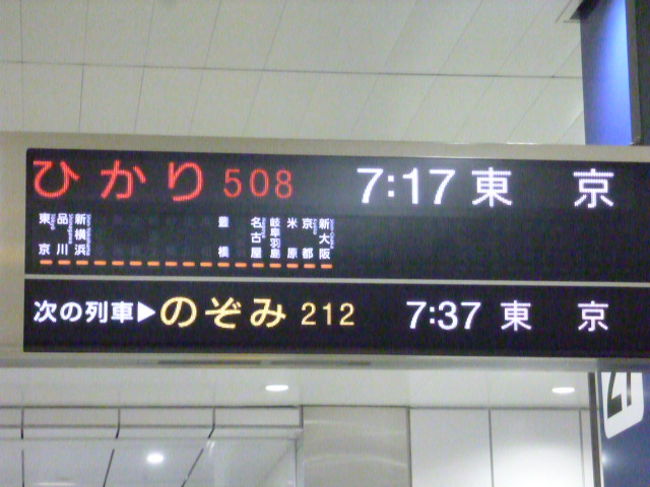 ひかり 508 7:17 東京
東京 品川 新横浜 豊橋 名古屋 岐阜羽島 米原 京都 新大阪
次の列車▶のぞみ 212 7:37 東京